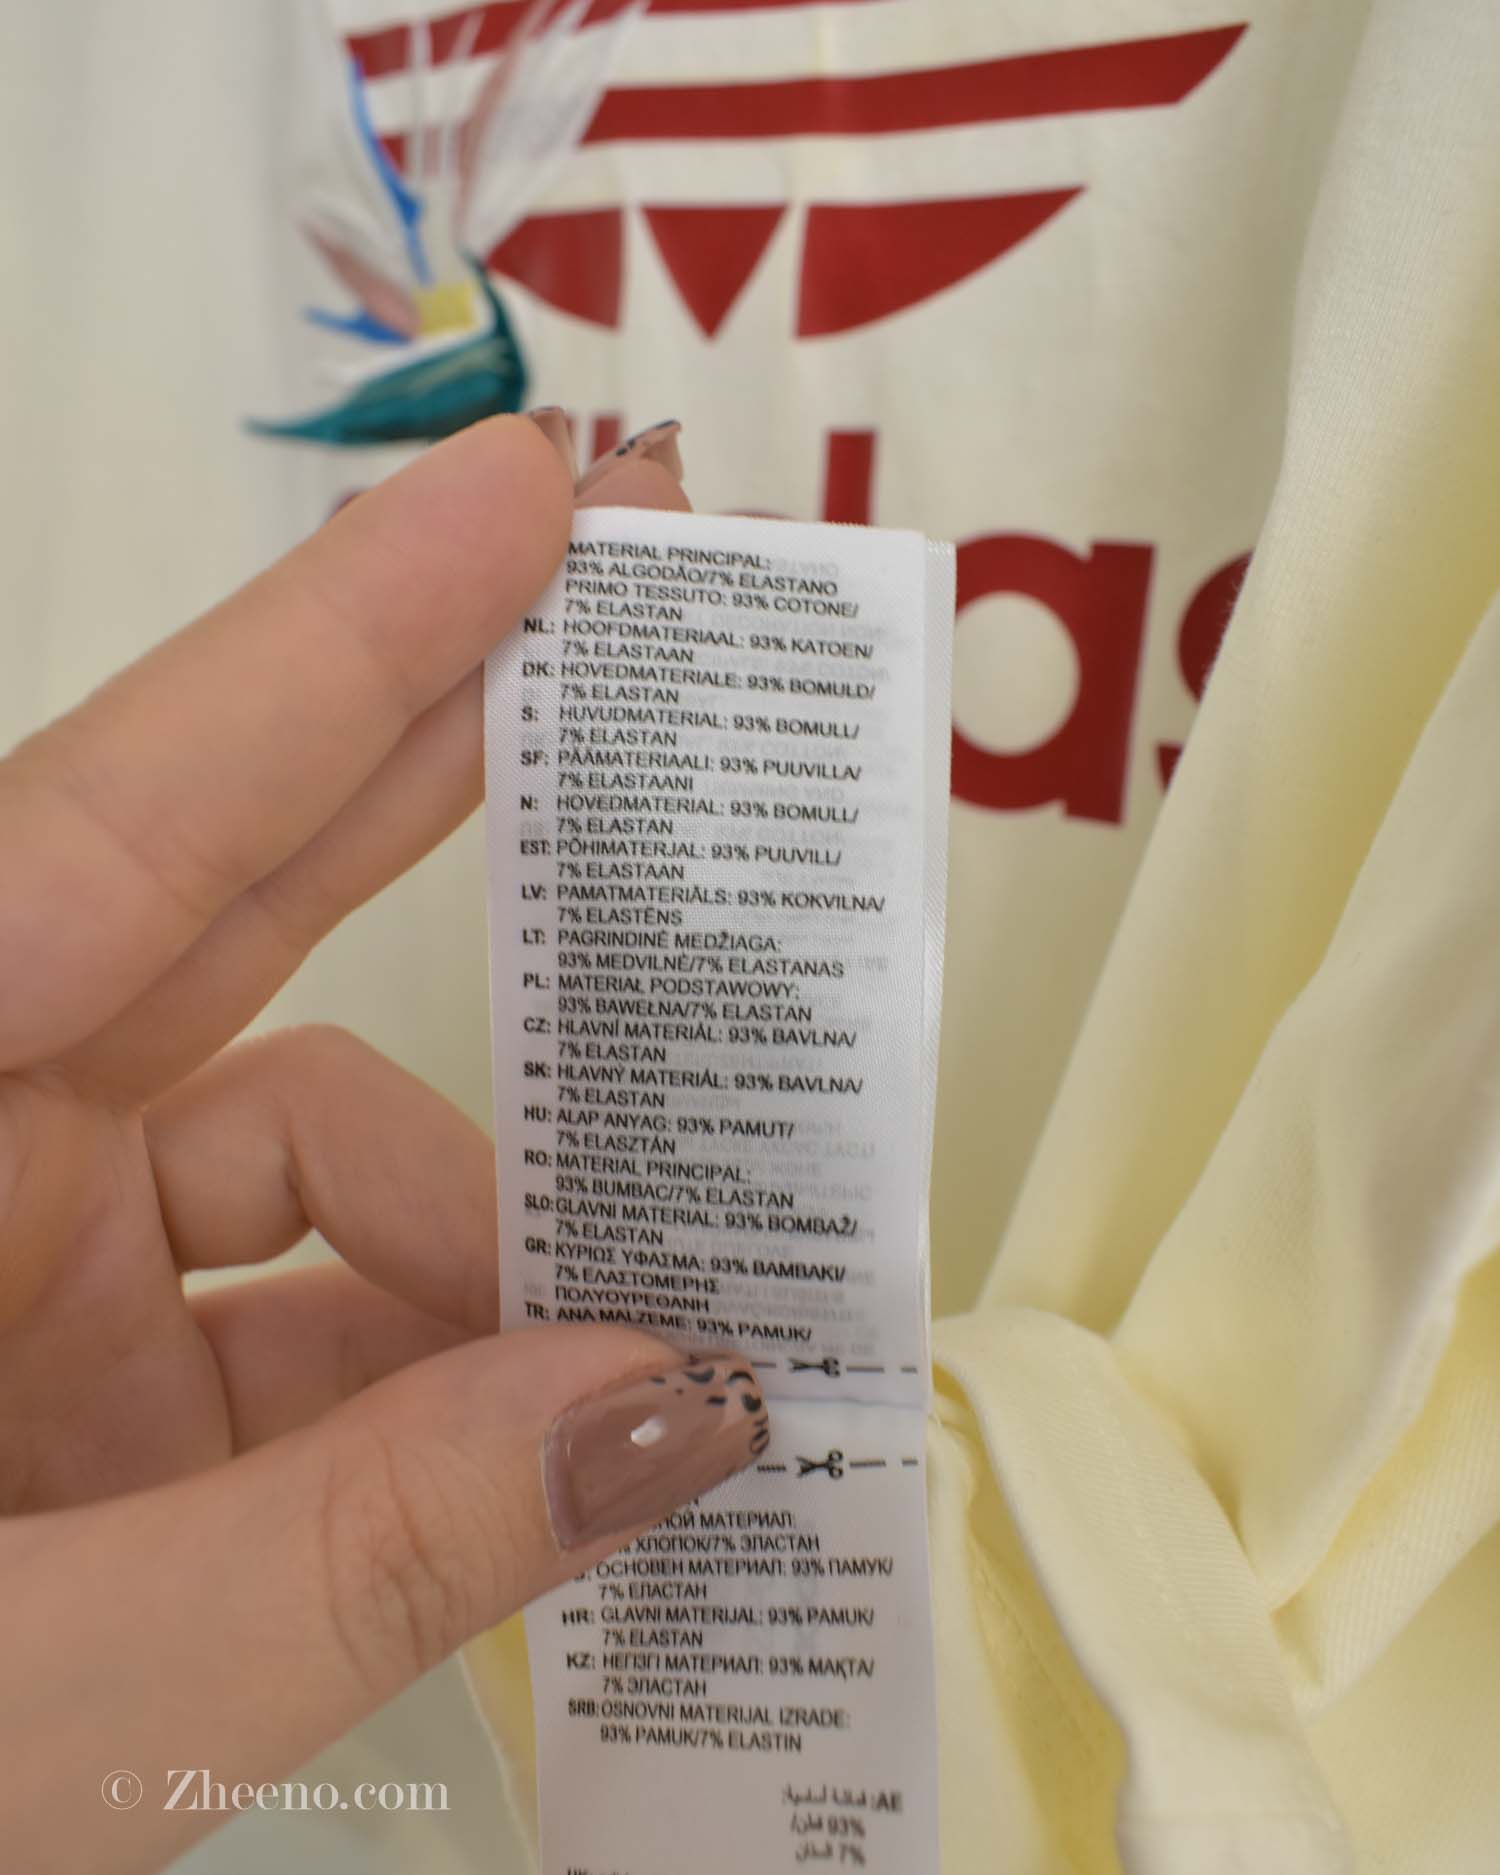 adidas
MATERIAL PRINCIPAL:
93% ALGODÃO/7% ELASTANO
PRIMO TESSUTO: 93% COTONE/
7% ELASTAN
NL: HOOFDMATERIAAL: 93% KATOEN/
7% ELASTAAN
DK: HOVEDMATERIALE: 93% BOMULD/
7% ELASTAN
S: HUVUDMATERIAL: 93% BOMULL/
7% ELASTAN
SF: PÄÄMATERIAALI: 93% PUUVILLA/
7% ELASTAANI
N: HOVEDMATERIAL: 93% BOMULL/
7% ELASTAN
EST: PÕHIMATERJAL: 93% PUUVILL/
7% ELASTAAN
LV: PAMATMATERIĀLS: 93% KOKVILNA/
7% ELASTĒNS
LT: PAGRINDINĖ MEDŽIAGA:
93% MEDVILNĖ/7% ELASTANAS
PL: MATERIAŁ PODSTAWOWY:
93% BAWEŁNA/7% ELASTAN
CZ: HLAVNÍ MATERIÁL: 93% BAVLNA/
7% ELASTAN
SK: HLAVNÝ MATERIÁL: 93% BAVLNA/
7% ELASTAN
HU: ALAP ANYAG: 93% PAMUT/
7% ELASZTÁN
RO: MATERIAL PRINCIPAL:
93% BUMBAC/7% ELASTAN
SLO: GLAVNI MATERIAL: 93% BOMBAŽ/
7% ELASTAN
GR: ΚΥΡΙΩΣ ΥΦΑΣΜΑ: 93% ΒΑΜΒΑΚΙ/
7% ΕΛΑΣΤΟΜΕΡΗΣ
ΠΟΛΥΟΥΡΕΘΑΝΗ
TR: ANA MALZEME: 93% PAMUK/
МАТЕРИАЛ:
ХЛОПОК/7% ЭЛАСТАН
ОСНОВЕН МАТЕРИАЛ: 93% ПАМУК/
7% ЕЛАСТАН
HR: GLAVNI MATERIJAL: 93% PAMUK/
7% ELASTAN
KZ: НЕГІЗГІ МАТЕРИАЛ: 93% МАҚТА/
7% ЭЛАСТАН
SRB: OSNOVNI MATERIJAL IZRADE:
93% PAMUK/7% ELASTIN
AE:
93% قطن/
7%
© Zheeno.com